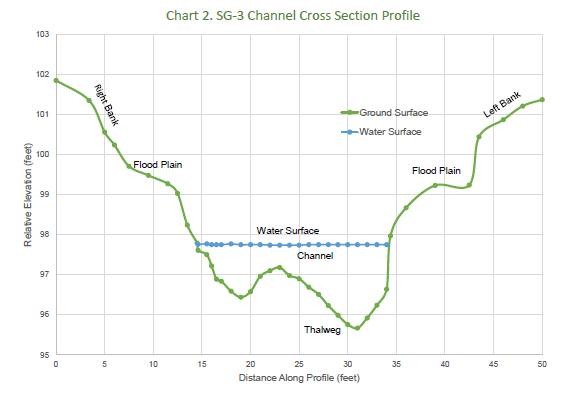 Chart 2. SG-3 Channel Cross Section Profile
103
102
101
100
99
98
97
96
95
Relative Elevation (feet)
Right Bank
Flood Plain
Ground Surface
Water Surface
Left Bank
Flood Plain
Water Surface
Channel
Thalweg
0 5 10 15 20 25 30 35 40 45 50
Distance Along Profile (feet)